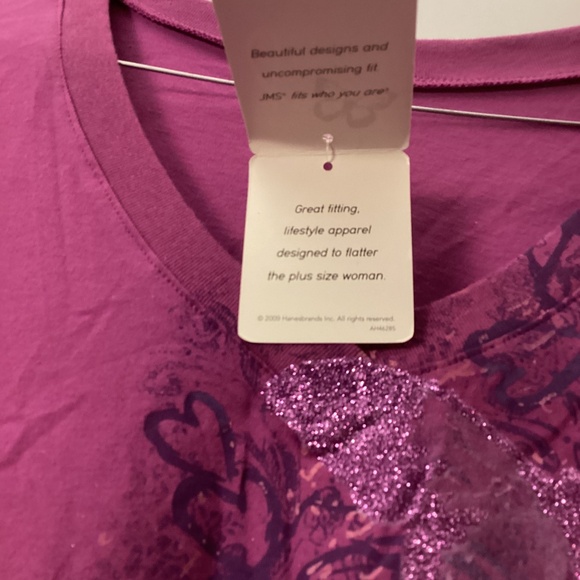 Beautiful designs and
uncompromising fit.
JMS® fits who you are®
Great fitting,
lifestyle apparel
designed to flatter
the plus size woman.
© 2009 Hanesbrands Inc. All rights reserved.